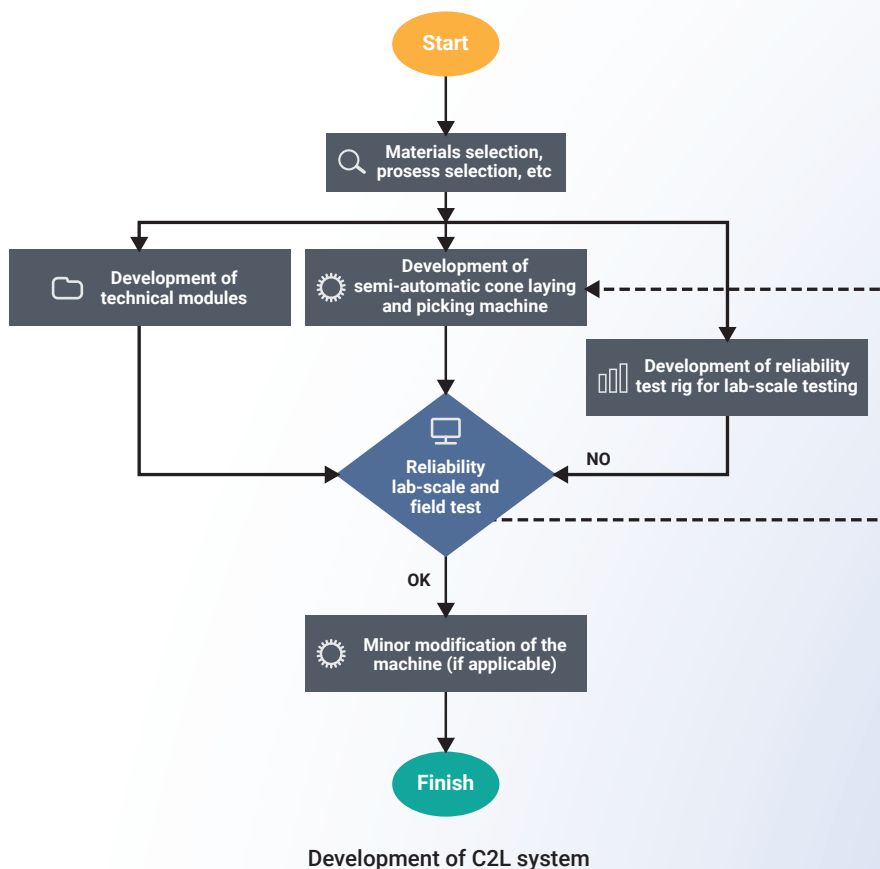 Start
Materials selection,
prosess selection, etc
Development of
technical modules
Development of
semi-automatic cone laying
and picking machine
Development of reliability
test rig for lab-scale testing
Reliability
lab-scale and
field test
NO
OK
Minor modification of the
machine (if applicable)
Finish
Development of C2L system